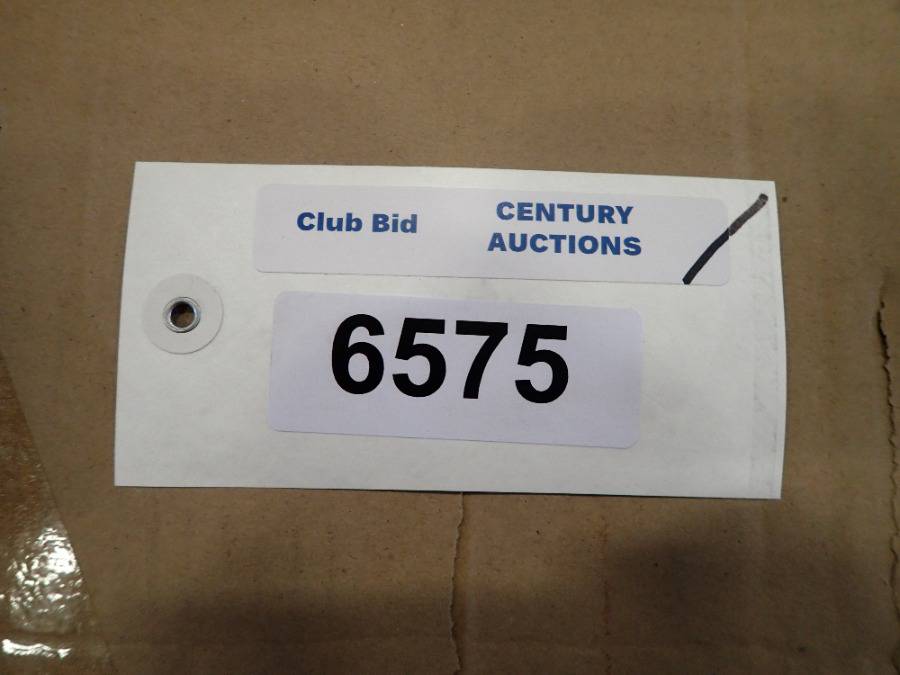 Club Bid
CENTURY
AUCTIONS
6575